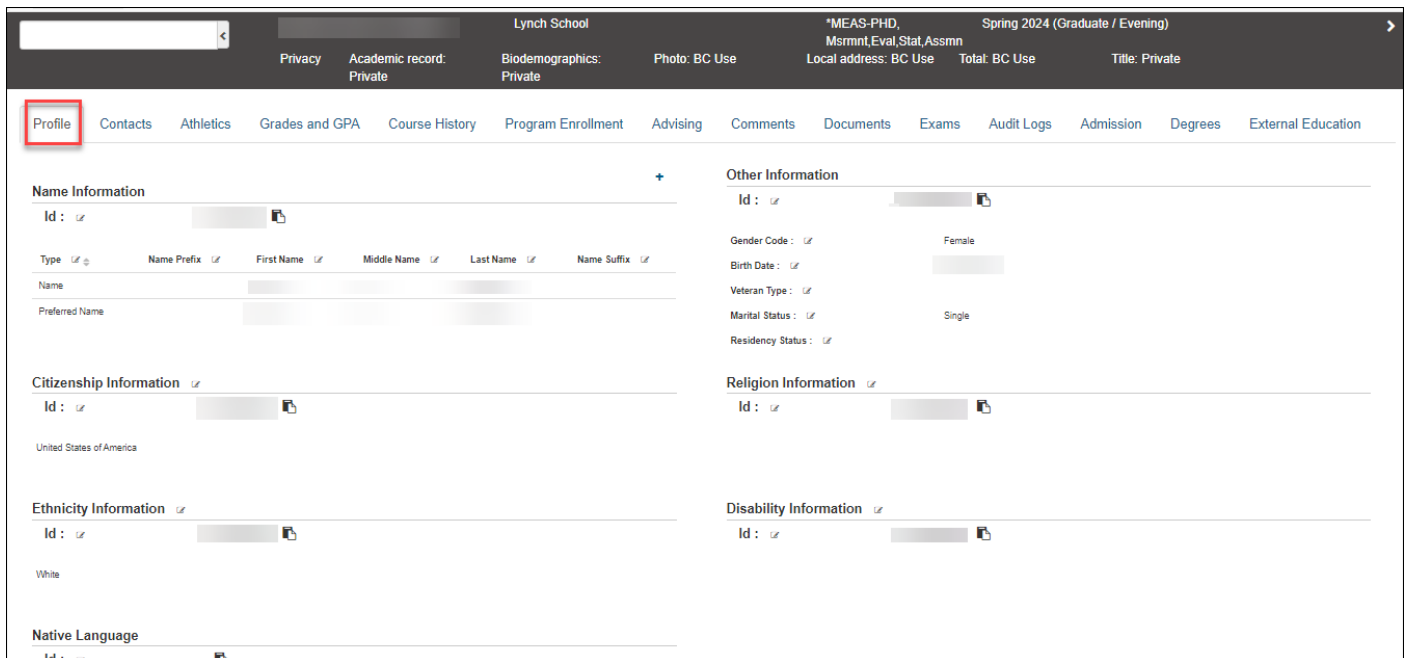 Lynch School *MEAS-PHD, Spring 2024 (Graduate / Evening)
Msrmnt,Eval,Stat,Assmn
Privacy Academic record: Biodemographics: Photo: BC Use Local address: BC Use Total: BC Use Title: Private
Private Private
Profile Contacts Athletics Grades and GPA Course History Program Enrollment Advising Comments Documents Exams Audit Logs Admission Degrees External Education
Name Information
Id :
Type Name Prefix First Name Middle Name Last Name Name Suffix
Name
Preferred Name
Other Information
Id :
Gender Code : Female
Birth Date :
Veteran Type :
Marital Status : Single
Residency Status :
Citizenship Information
Id :
United States of America
Religion Information
Id :
Ethnicity Information
Id :
White
Disability Information
Id :
Native Language
Id :